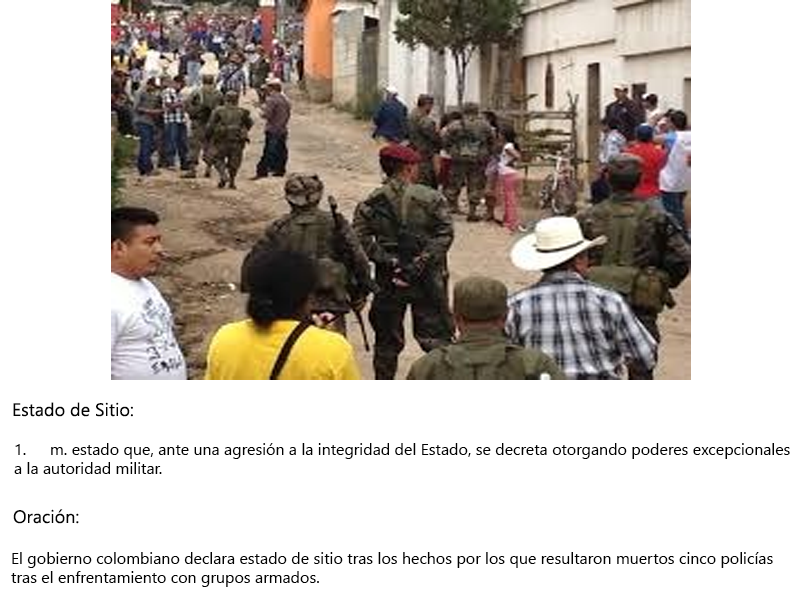 Estado de Sitio:
1. m. estado que, ante una agresión a la integridad del Estado, se decreta otorgando poderes excepcionales
a la autoridad militar.
Oración:
El gobierno colombiano declara estado de sitio tras los hechos por los que resultaron muertos cinco policías
tras el enfrentamiento con grupos armados.